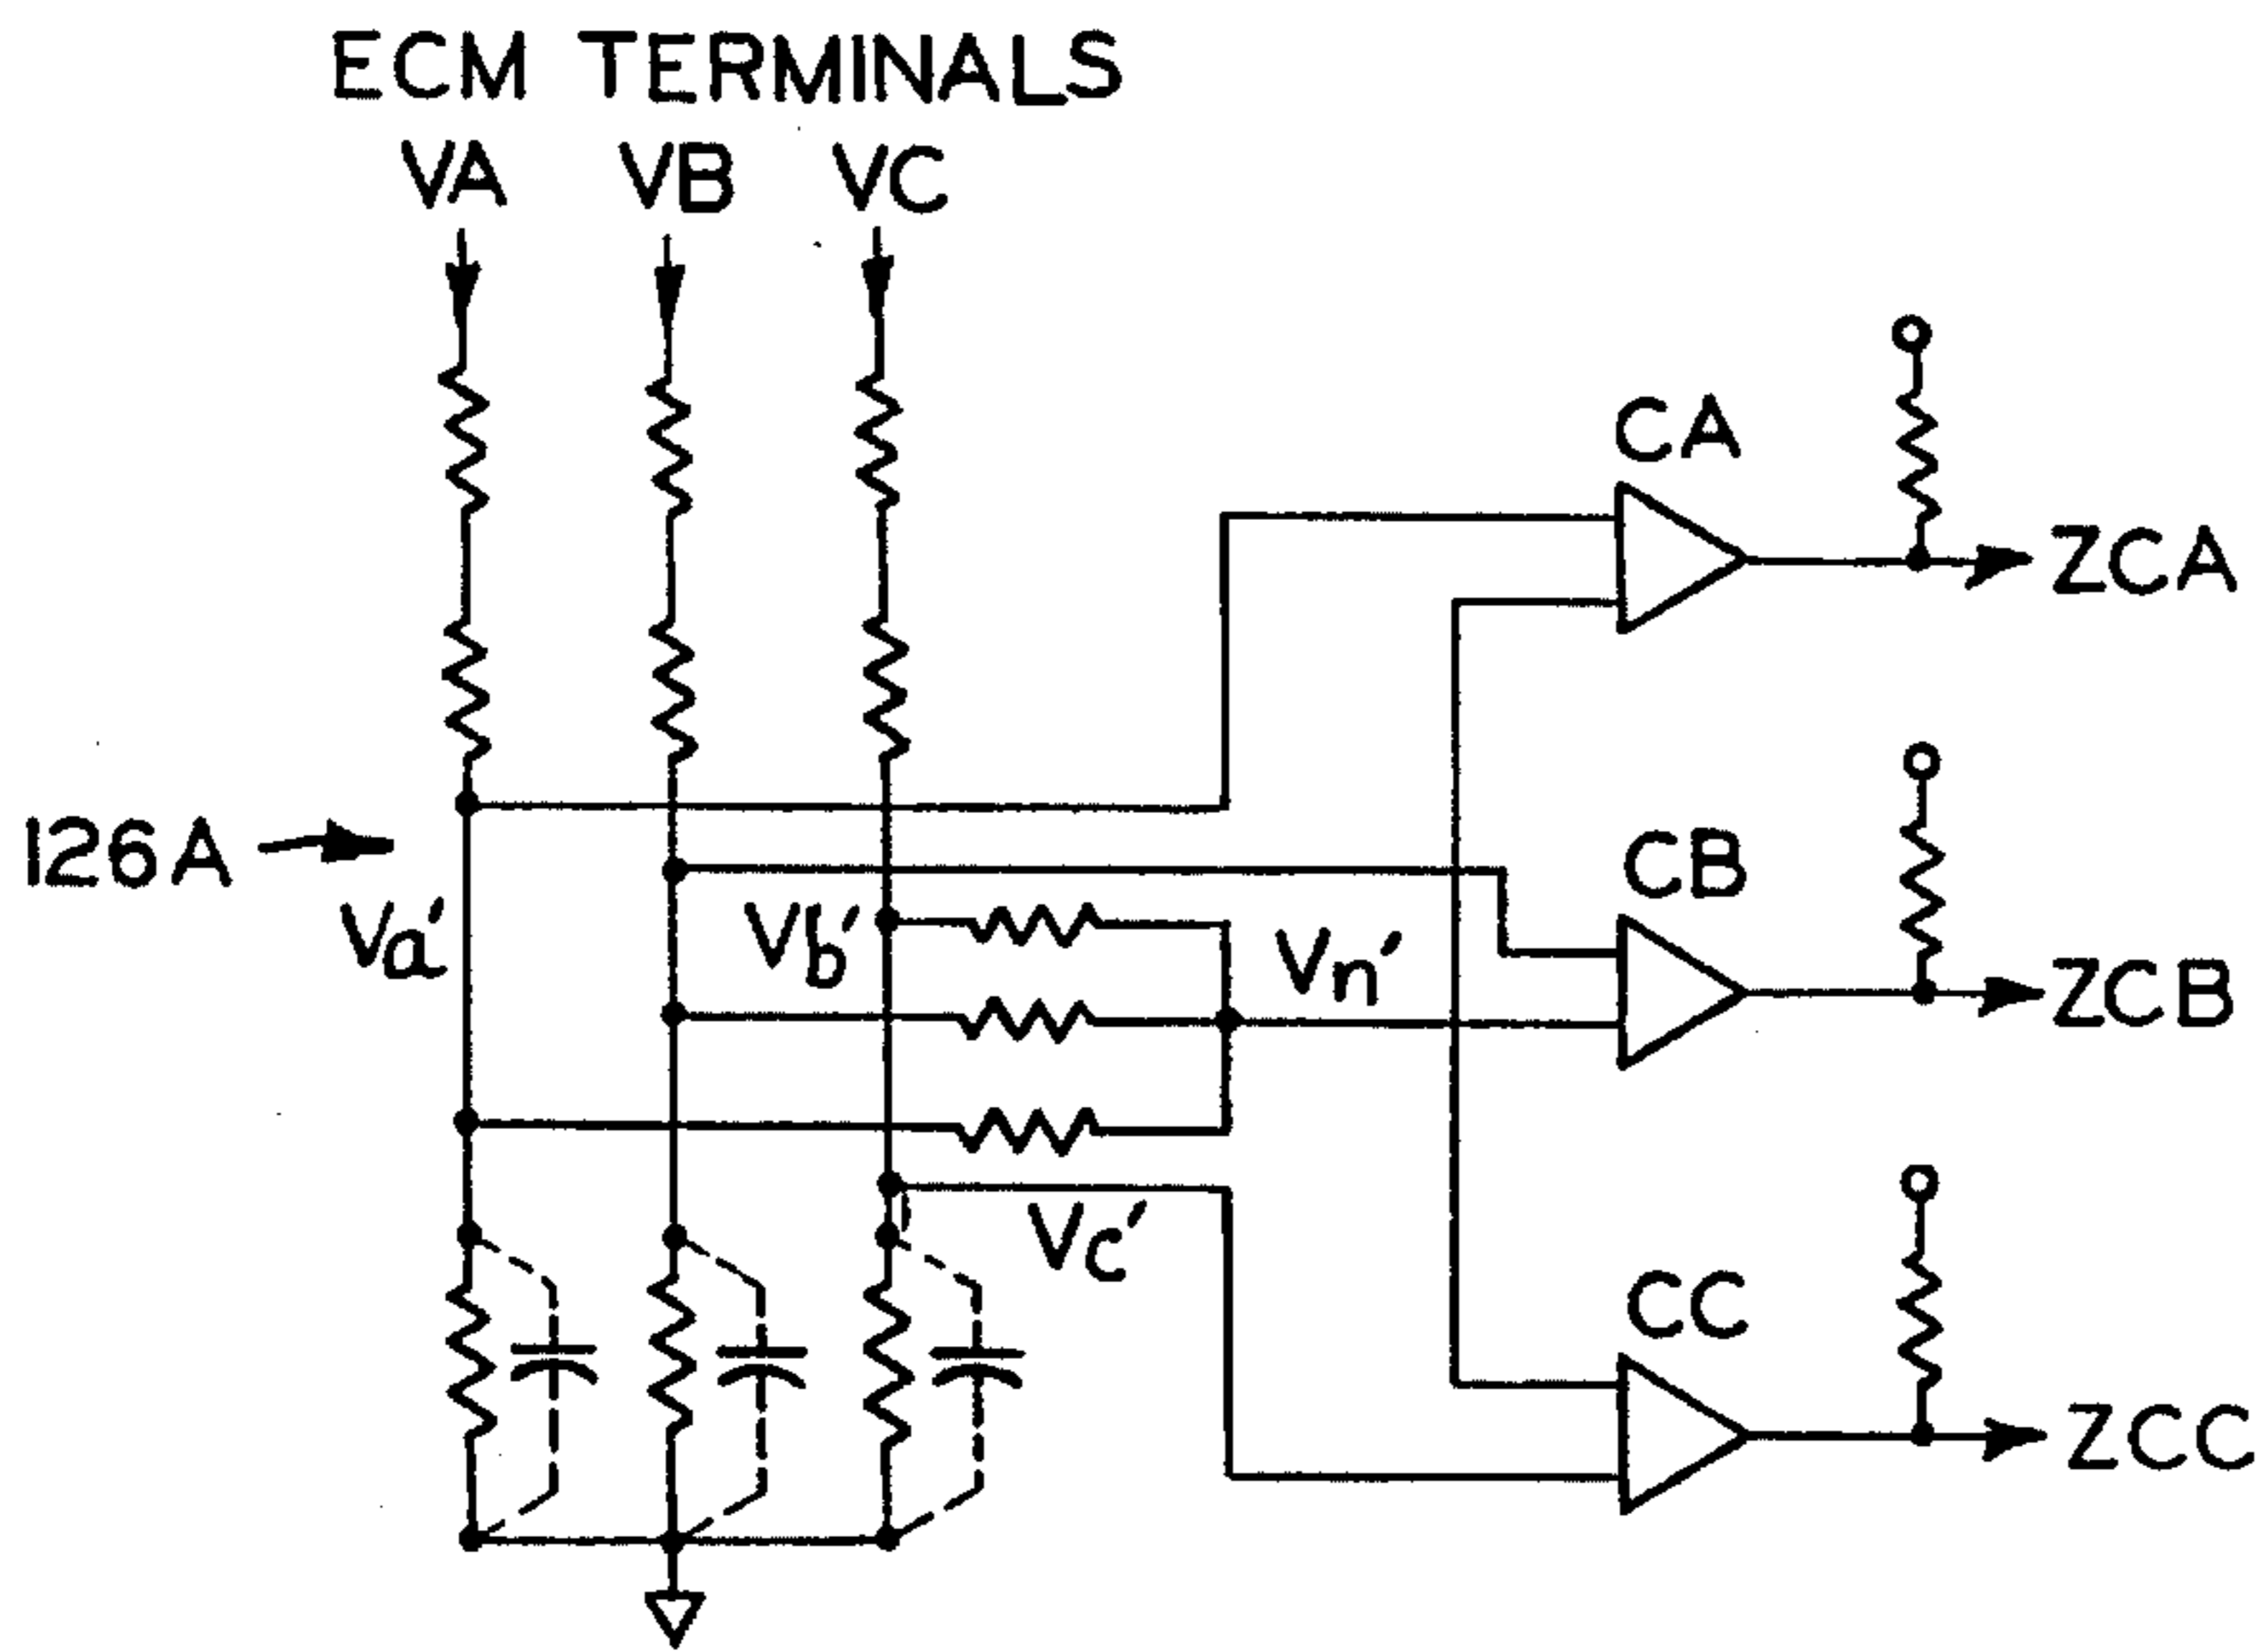 ECM TERMINALS
VA VB VC
CA
ZCA
126A
Va'
Vb'
Vn'
CB
ZCB
Vc'
CC
ZCC